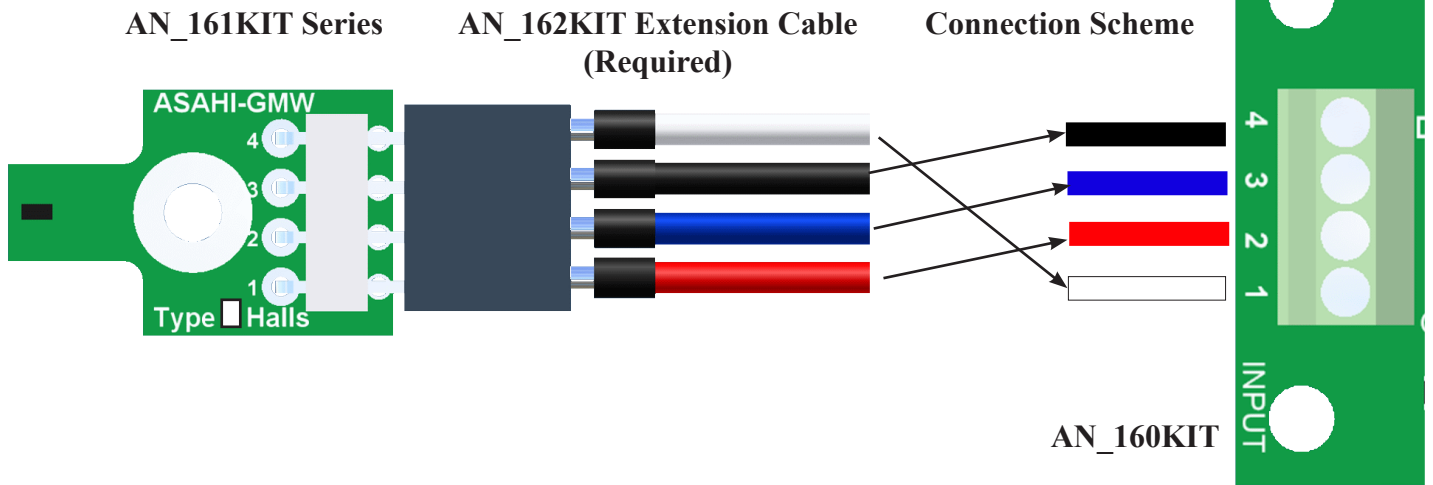 AN_161KIT Series
AN_162KIT Extension Cable
(Required)
Connection Scheme
ASAHI-GMW
4
3
2
1
Type Halls
4
3
2
1
INPUT
AN_160KIT